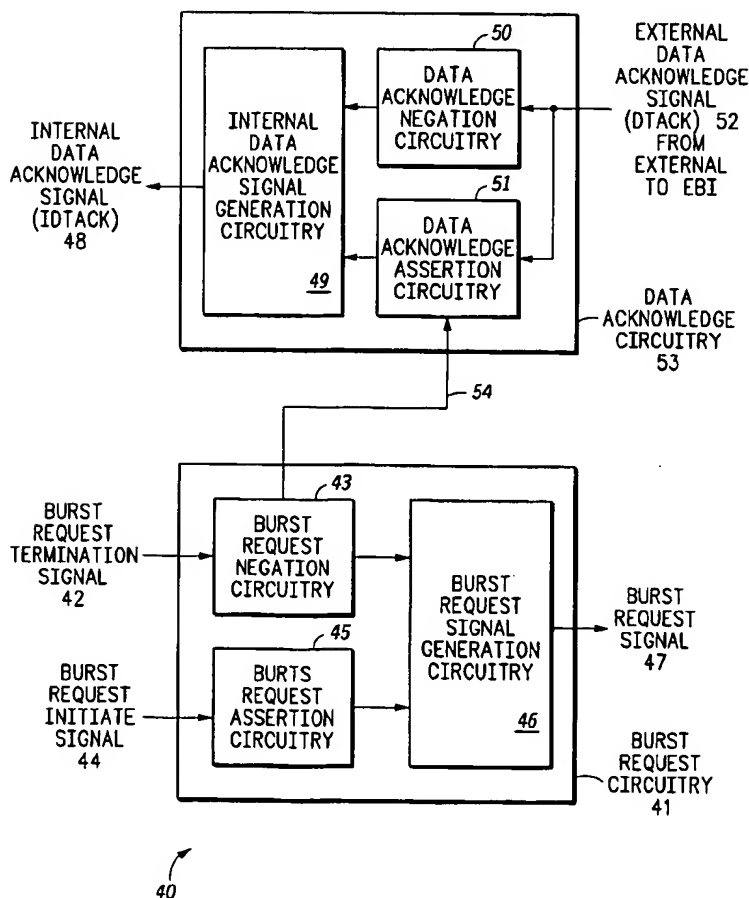 50
DATA
ACKNOWLEDGE
NEGATION
CIRCUITRY
EXTERNAL
DATA
ACKNOWLEDGE
SIGNAL
(DTACK) 52
FROM
EXTERNAL
TO EBI
INTERNAL
DATA
ACKNOWLEDGE
SIGNAL
(IDTACK)
48
INTERNAL
DATA
ACKNOWLEDGE
SIGNAL
GENERATION
CIRCUITRY
49
51
DATA
ACKNOWLEDGE
ASSERTION
CIRCUITRY
DATA
ACKNOWLEDGE
CIRCUITRY
53
54
BURST
REQUEST
TERMINATION
SIGNAL
42
43
BURST
REQUEST
NEGATION
CIRCUITRY
BURST
REQUEST
INITIATE
SIGNAL
44
45
BURTS
REQUEST
ASSERTION
CIRCUITRY
BURST
REQUEST
SIGNAL
GENERATION
CIRCUITRY
46
BURST
REQUEST
SIGNAL
47
BURST
REQUEST
CIRCUITRY
41
40